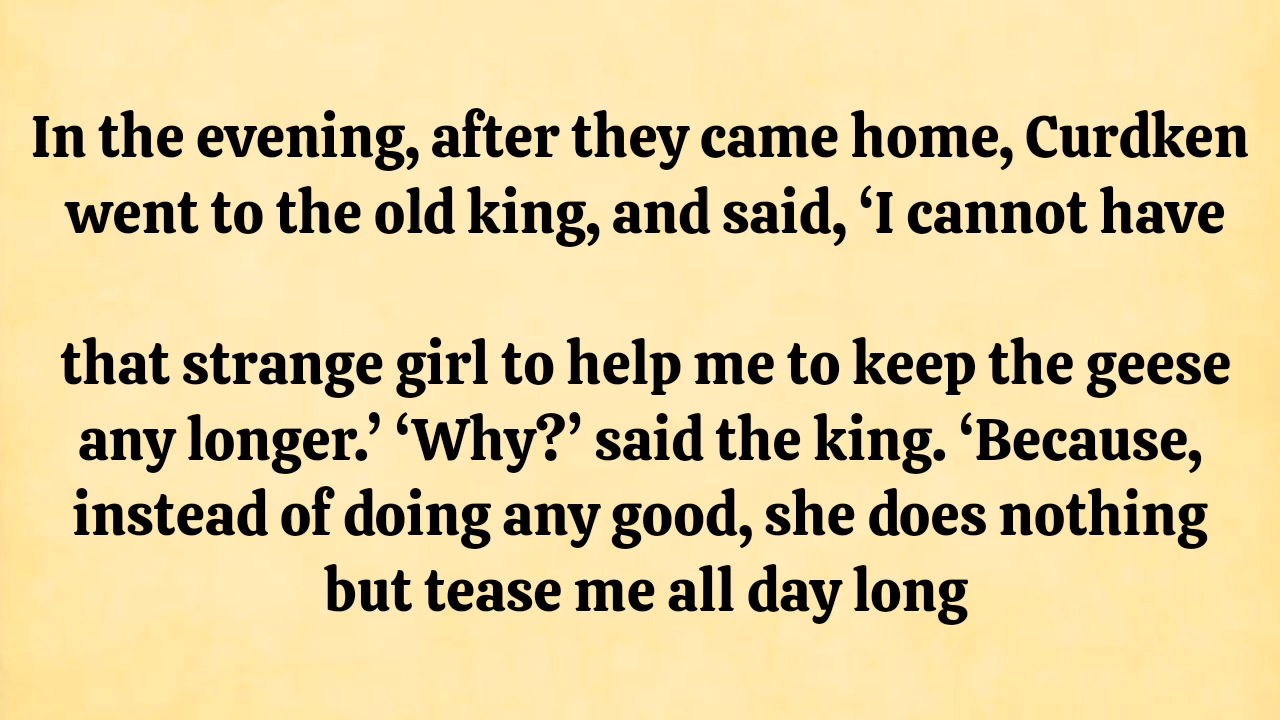 In the evening, after they came home, Curdken
went to the old king, and said, ‘I cannot have
that strange girl to help me to keep the geese
any longer.’ ‘Why?’ said the king. ‘Because,
instead of doing any good, she does nothing
but tease me all day long